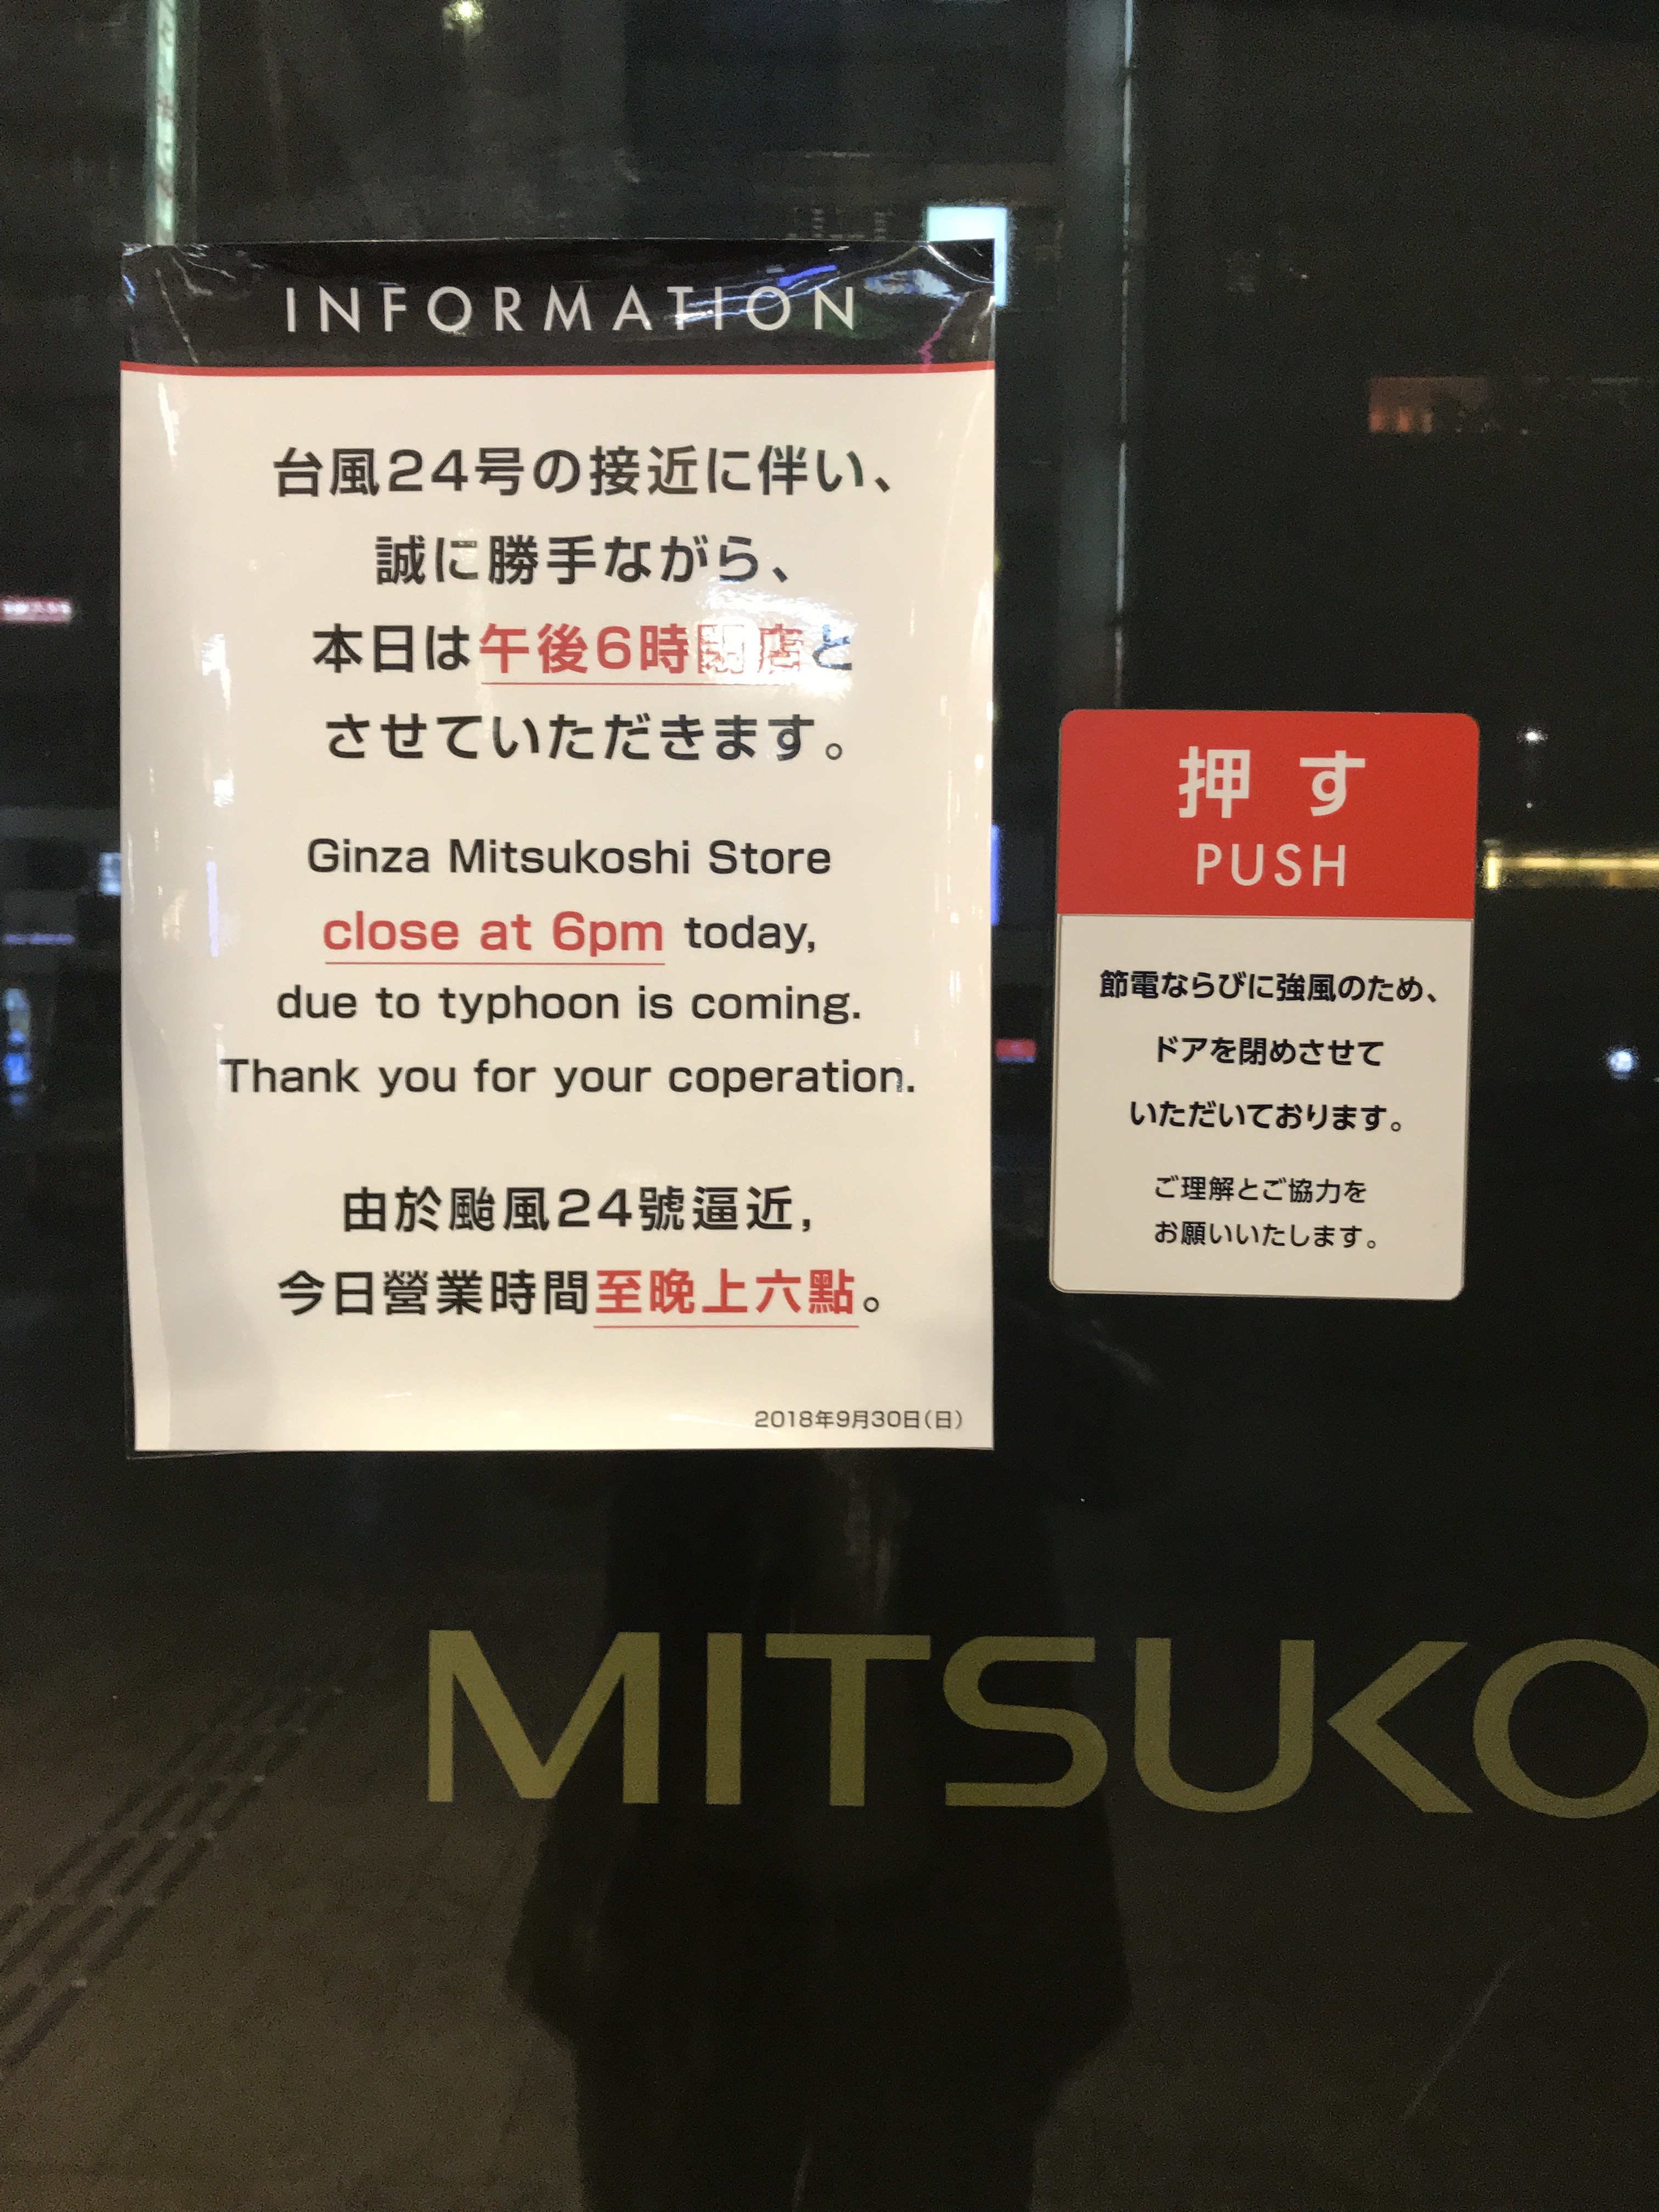 INFORMATION
台風24号の接近に伴い、
誠に勝手ながら、
本日は午後6時閉店と
させていただきます。
Ginza Mitsukoshi Store
close at 6pm today,
due to typhoon is coming.
Thank you for your coperation.
由於颱風24號逼近,
今日營業時間至晚上六點。
2018年9月30日(日)
押す
PUSH
節電ならびに強風のため、
ドアを閉めさせて
いただいております。
ご理解とご協力を
お願いいたします。
MITSUKO